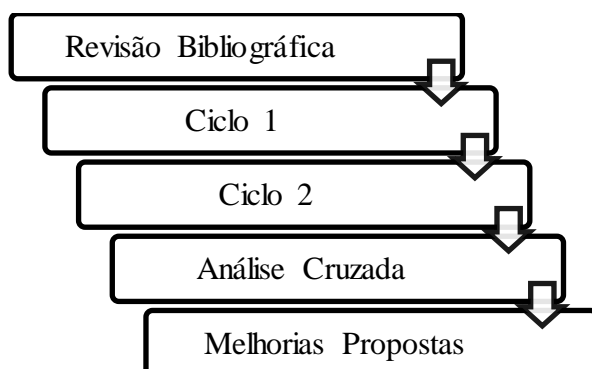 Revisão Bibliográfica
Ciclo 1
Ciclo 2
Análise Cruzada
Melhorias Propostas